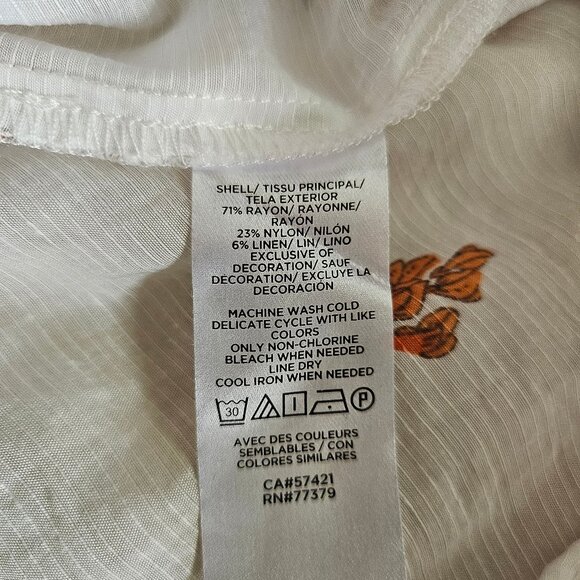 SHELL/ TISSU PRINCIPAL/
TELA EXTERIOR
71% RAYON/ RAYONNE/
RAYÓN
23% NYLON/ NILÓN
6% LINEN/ LIN/ LINO
EXCLUSIVE OF
DECORATION/ SAUF
DÉCORATION/ EXCLUYE LA
DECORACIÓN
MACHINE WASH COLD
DELICATE CYCLE WITH LIKE
COLORS
ONLY NON-CHLORINE
BLEACH WHEN NEEDED
LINE DRY
COOL IRON WHEN NEEDED
30 P
AVEC DES COULEURS
SEMBLABLES / CON
COLORES SIMILARES
CA#57421
RN#77379